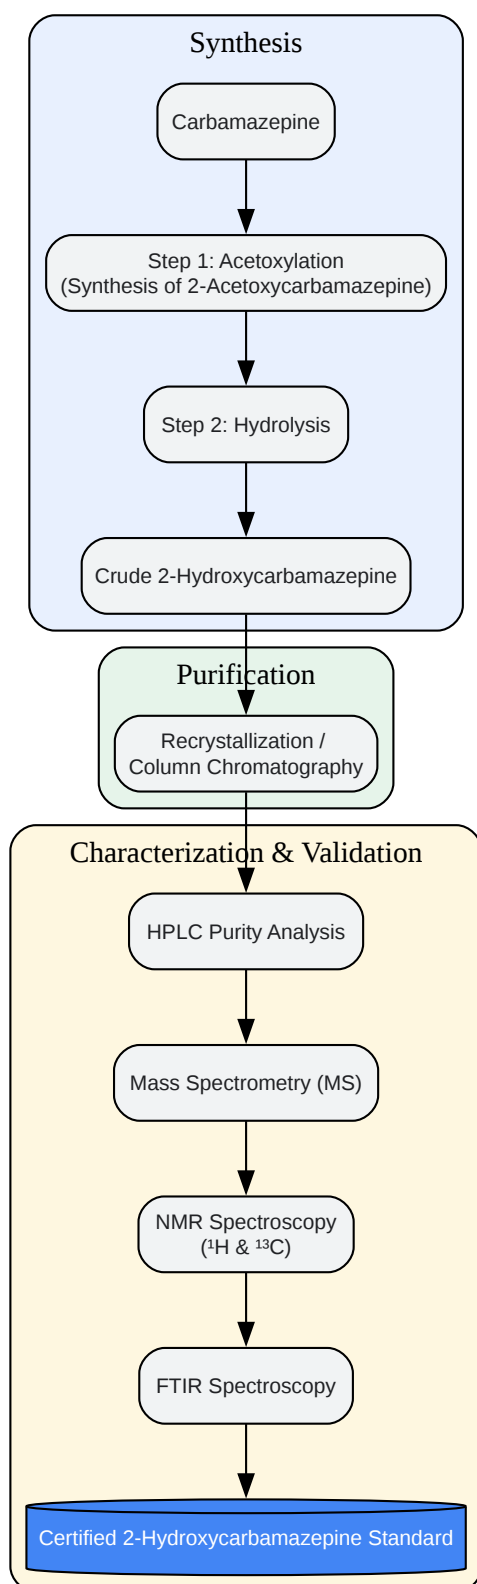 Synthesis
Carbamazepine
Step 1: Acetoxylation
(Synthesis of 2-Acetoxycarbamazepine)
Step 2: Hydrolysis
Crude 2-Hydroxycarbamazepine
Purification
Recrystallization /
Column Chromatography
Characterization & Validation
HPLC Purity Analysis
Mass Spectrometry (MS)
NMR Spectroscopy
(¹H & ¹³C)
FTIR Spectroscopy
Certified 2-Hydroxycarbamazepine Standard